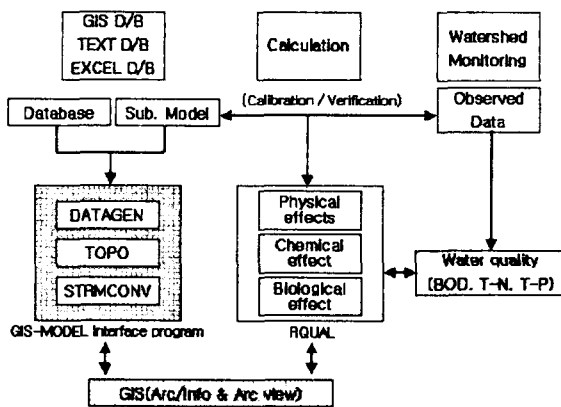 GIS D/B
TEXT D/B
EXCEL D/B
Calculation
Watershed
Monitoring
Database
Sub. Model
(Calibration / Verification)
Observed
Data
DATAGEN
TOPO
STRMCONV
GIS-MODEL Interface program
Physical
effects
Chemical
effect
Biological
effect
RQUAL
Water quality
(BOD. T-N. T-P)
GIS(Arc/Info & Arc view)